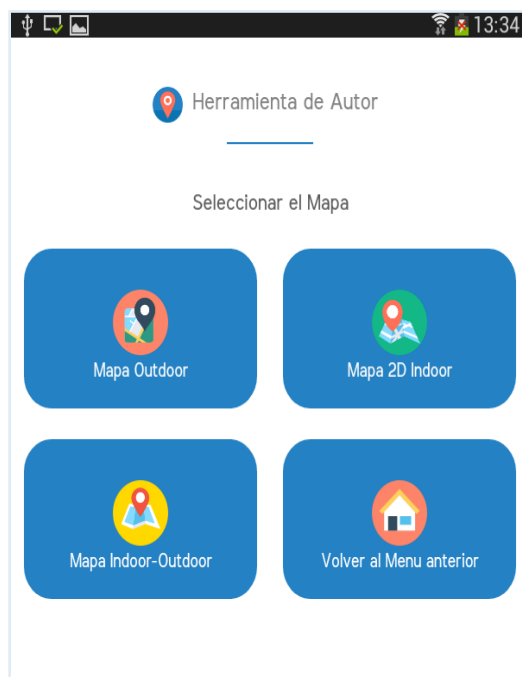 13:34
Herramienta de Autor
Seleccionar el Mapa
Mapa Outdoor
Mapa 2D Indoor
Mapa Indoor-Outdoor
Volver al Menu anterior